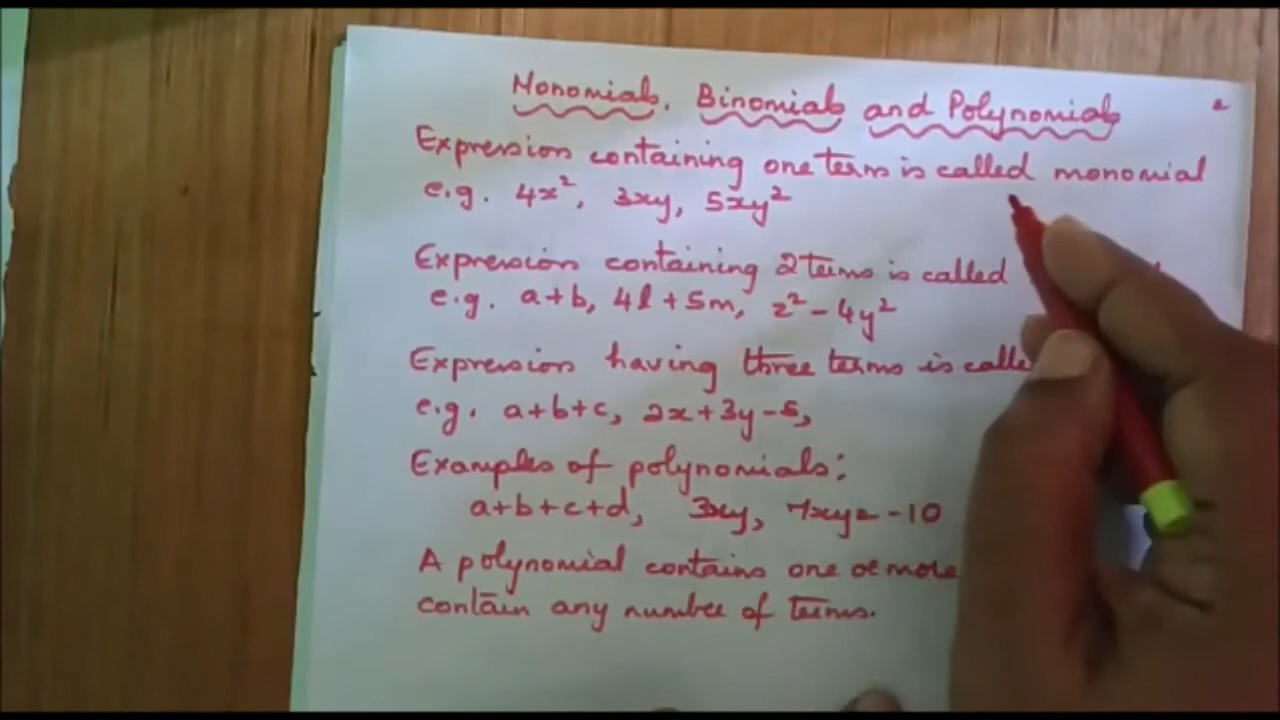 Monomials, Binomials and Polynomials
Expression containing one term is called monomial
e.g. 4x², 3xy, 5xy²
Expression containing 2 terms is called
e.g. a+b, 4l + 5m, z² - 4y²
Expression having three terms is calle
e.g. a+b+c, 2x+3y-5,
Examples of polynomials:
a+b+c+d, 3xy, 7xyz-10
A polynomial contains one or more
contain any number of terms.